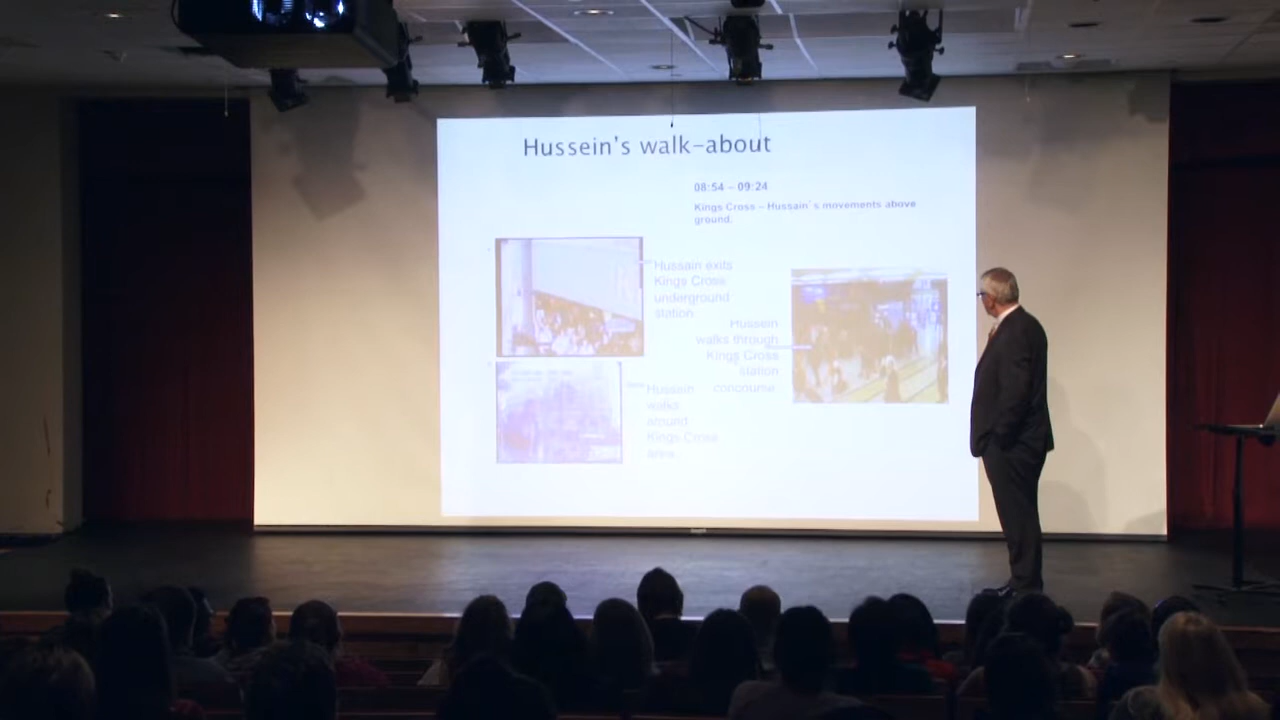 Hussein's walk-about
08:54 – 09:24
Kings Cross – Hussain´s movements above
ground.
Hussain exits
Kings Cross
underground
station
Hussein
walks through
Kings Cross
station
concourse
Hussein
walks
around
Kings Cross
area